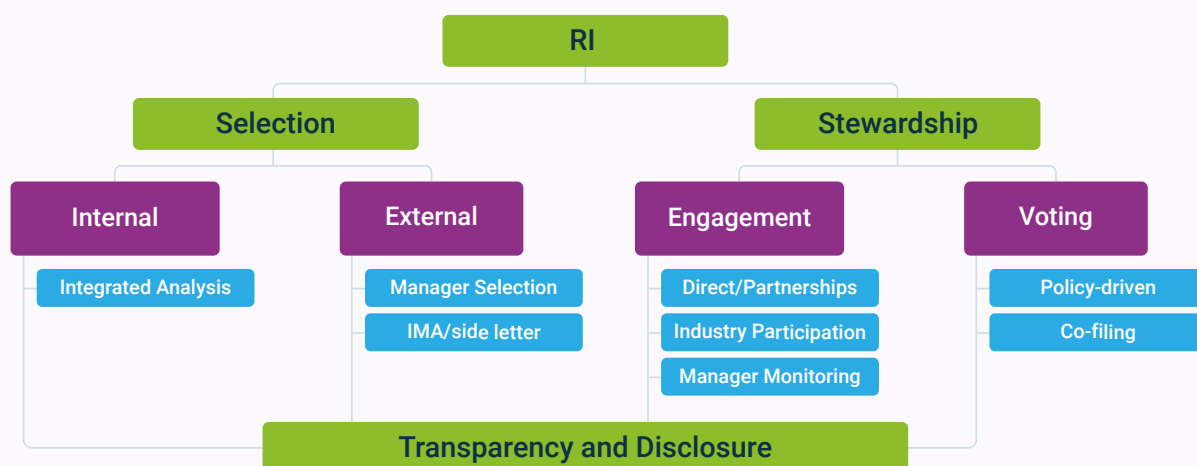 RI
Selection
Stewardship
Internal
External
Engagement
Voting
Integrated Analysis
Manager Selection
Direct/Partnerships
Policy-driven
IMA/side letter
Industry Participation
Co-filing
Manager Monitoring
Transparency and Disclosure